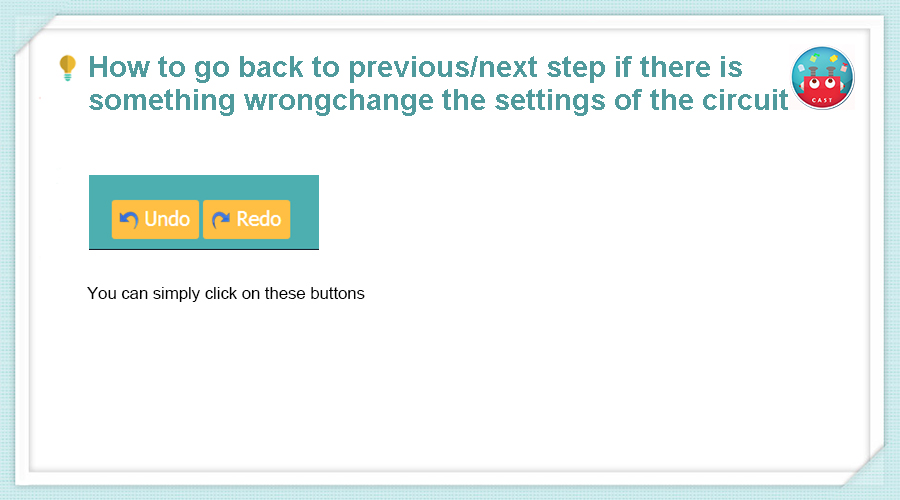 How to go back to previous/next step if there is
something wrongchange the settings of the circuit
CAST
Undo Redo
You can simply click on these buttons